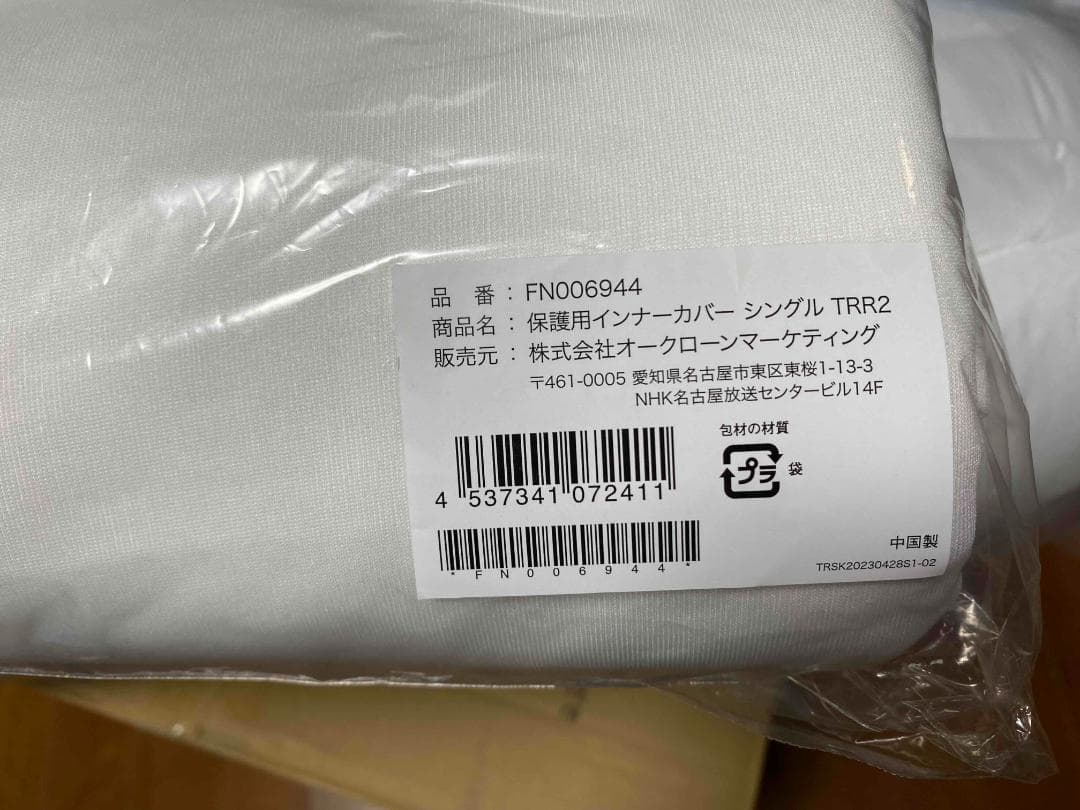 品　番 : FN006944
商品名 : 保護用インナーカバー シングル TRR2
販売元 : 株式会社オークローンマーケティング
〒461-0005 愛知県名古屋市東区東桜1-13-3
NHK名古屋放送センタービル14F
包材の材質
プラ 袋
4 537341 072411
*FN006944*
中国製
TRSK20230428S1-02